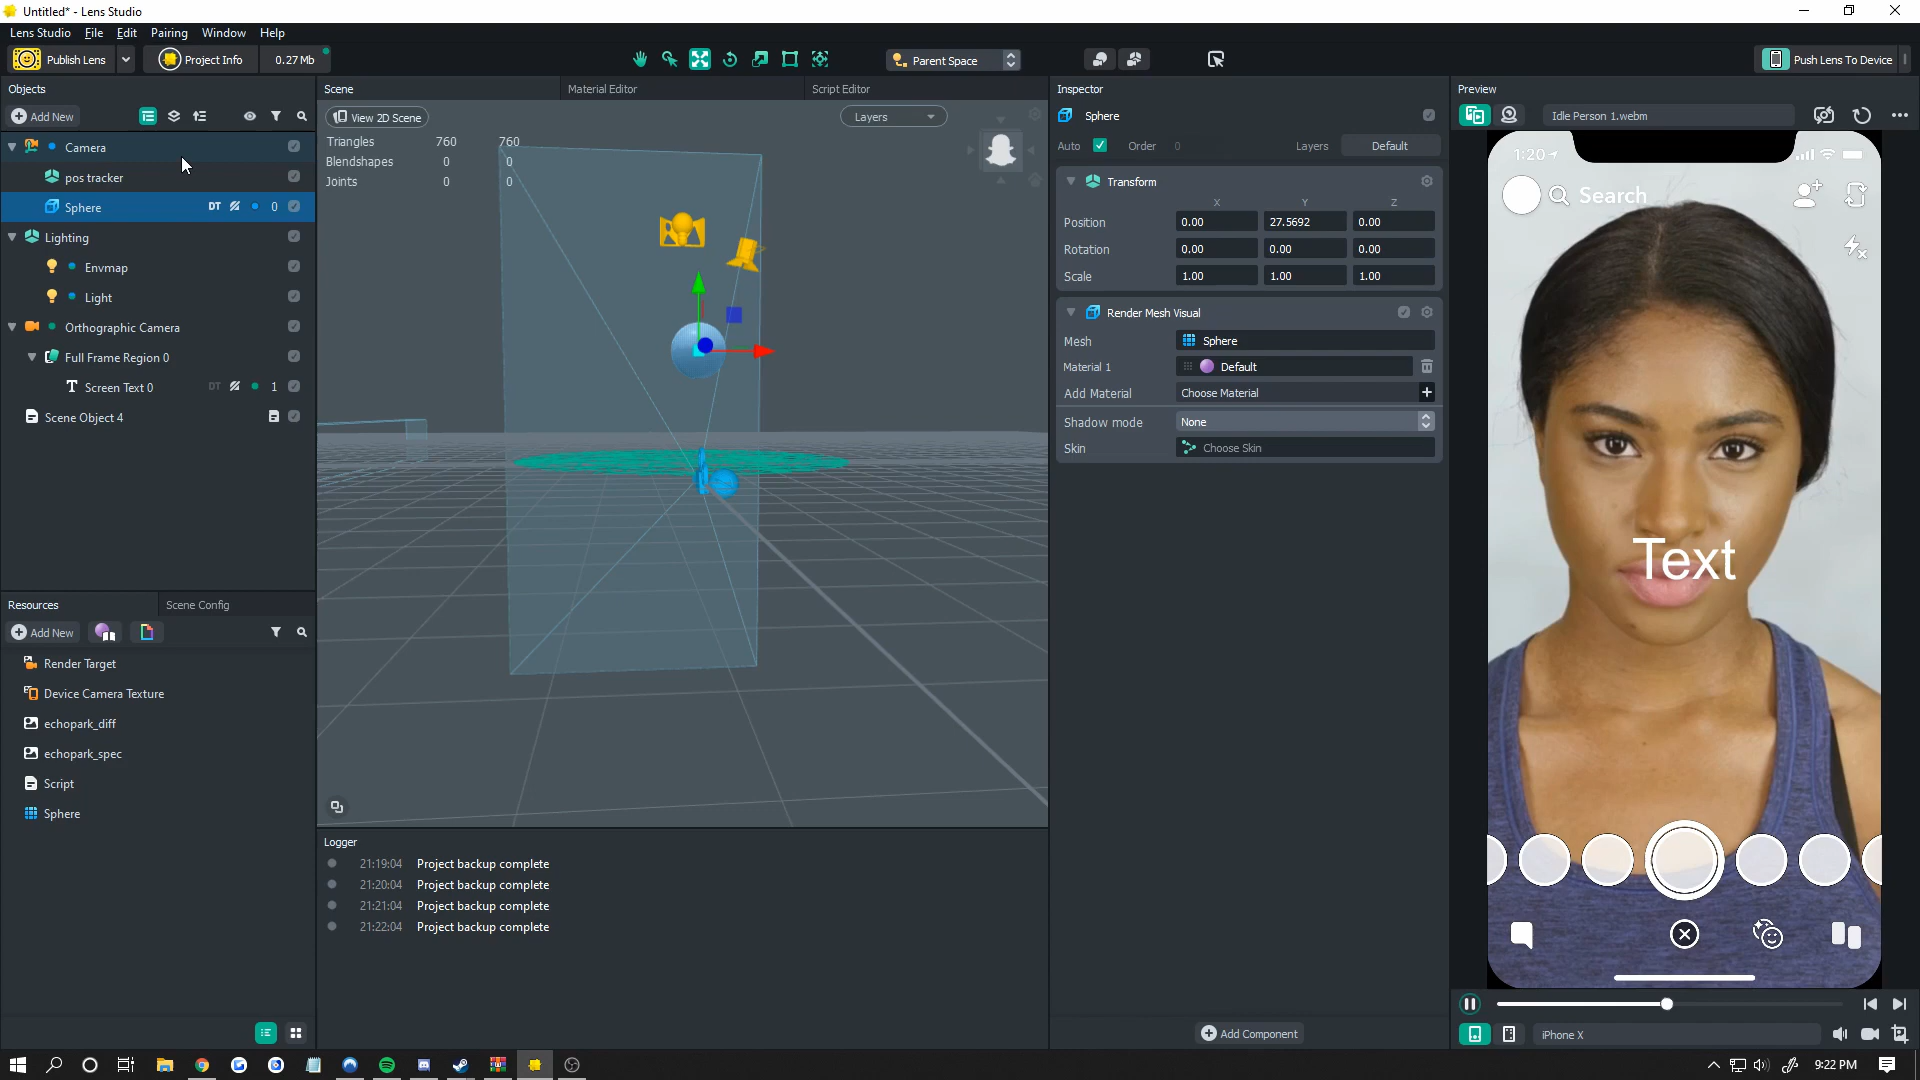 Untitled* - Lens Studio
Lens Studio File Edit Pairing Window Help
Publish Lens Project Info 0.27 Mb Parent Space Push Lens To Device
Objects
Add New
Camera
pos tracker
Sphere DT 0
Lighting
Envmap
Light
Orthographic Camera
Full Frame Region 0
Screen Text 0 DT 1
Scene Object 4
Resources Scene Config
Add New
Render Target
Device Camera Texture
echopark_diff
echopark_spec
Script
Sphere
Scene Material Editor Script Editor
View 2D Scene Layers
Triangles 760 760
Blendshapes 0 0
Joints 0 0
Logger
21:19:04 Project backup complete
21:20:04 Project backup complete
21:21:04 Project backup complete
21:22:04 Project backup complete
Inspector
Sphere
Auto Order 0 Layers Default
Transform
X Y Z
Position 0.00 27.5692 0.00
Rotation 0.00 0.00 0.00
Scale 1.00 1.00 1.00
Render Mesh Visual
Mesh Sphere
Material 1 Default
Add Material Choose Material +
Shadow mode None
Skin Choose Skin
Add Component
Preview
Idle Person 1.webm
1:20
Search
Text
iPhone X
9:22 PM